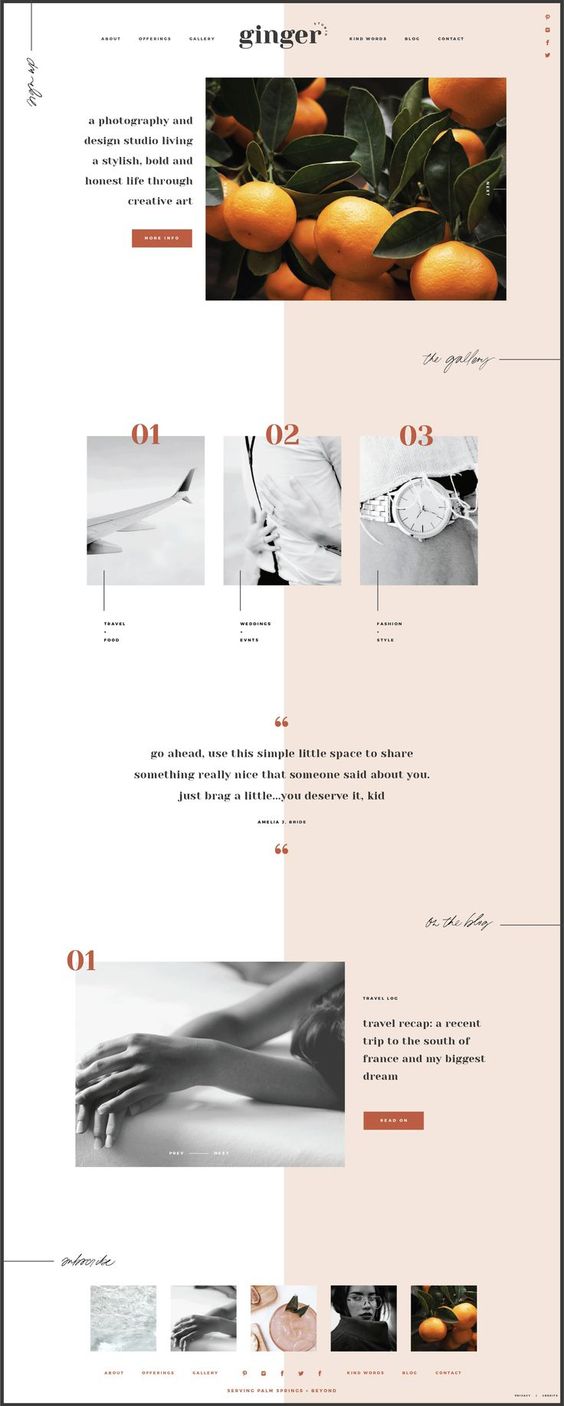 ABOUT
OFFERINGS
GALLERY
ginger
STUDIO
KIND WORDS
BLOG
CONTACT
sign up
a photography and
design studio living
a stylish, bold and
honest life through
creative art
MORE INFO
NEXT
the gallery
01
02
03
TRAVEL
+
FOOD
WEDDINGS
+
EVNTS
FASHION
+
STYLE
“
go ahead, use this simple little space to share
something really nice that someone said about you.
just brag a little...you deserve it, kid
AMELIA J. BRIDE
“
on the blog
01
TRAVEL LOG
travel recap: a recent
trip to the south of
france and my biggest
dream
READ ON
PREV
NEXT
subscribe
ABOUT
OFFERINGS
GALLERY
KIND WORDS
BLOG
CONTACT
SERVING PALM SPRINGS + BEYOND
PRIVACY | CREDITS